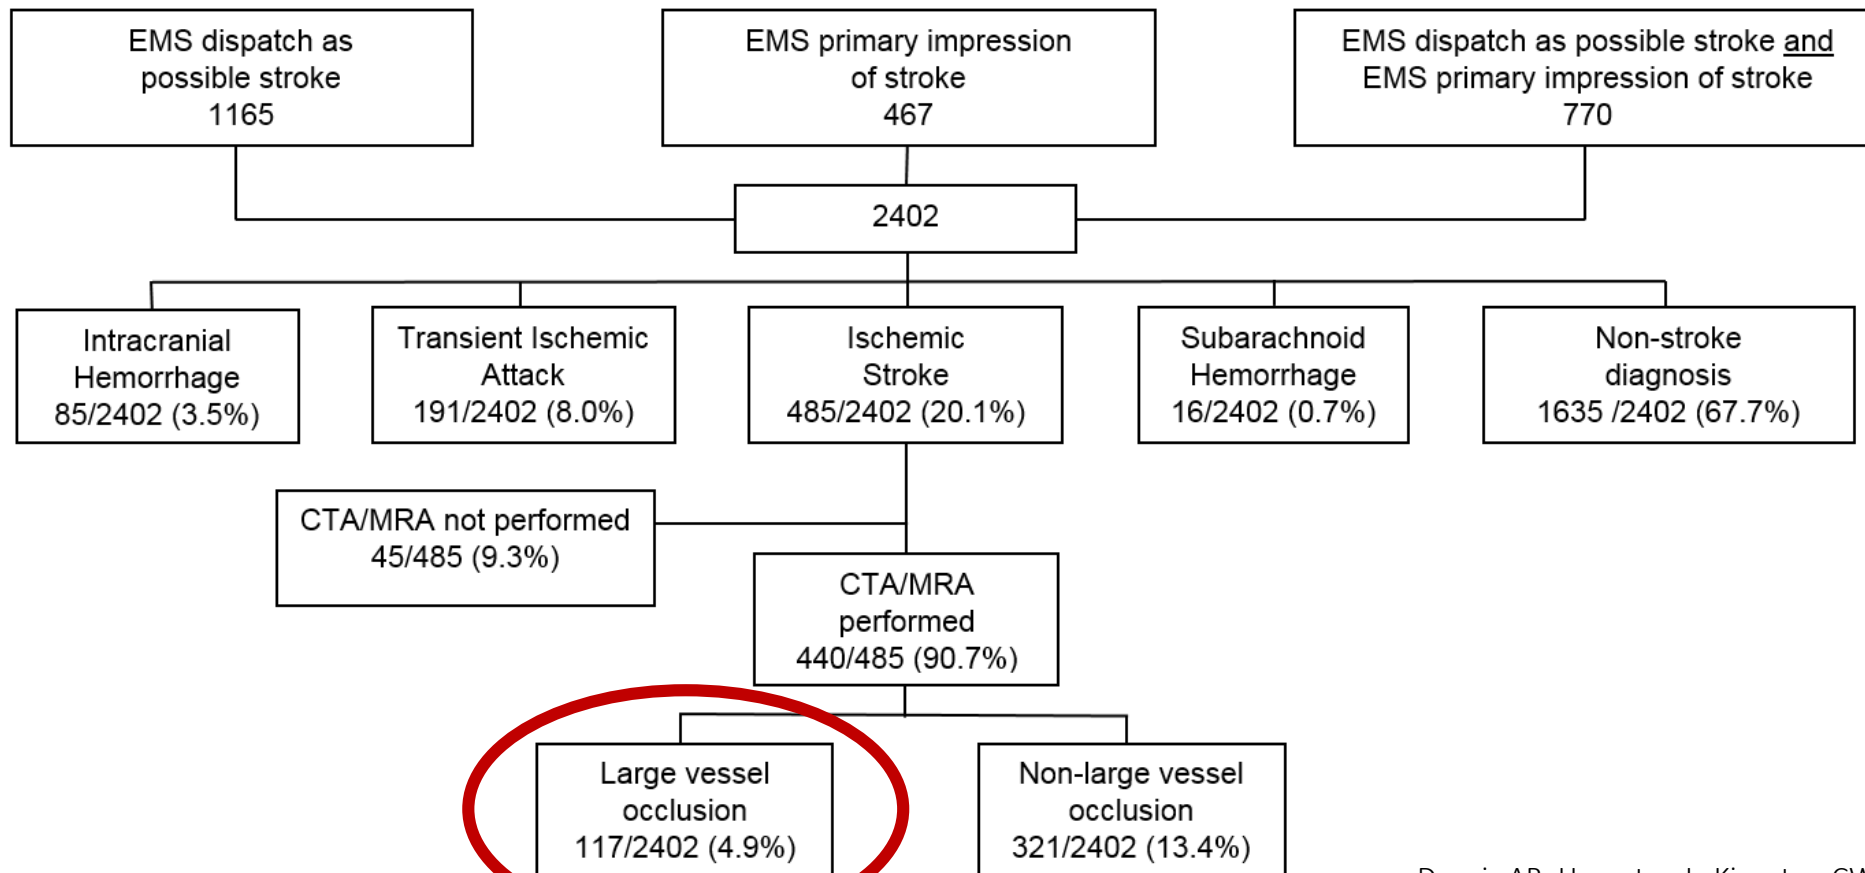 EMS dispatch as
possible stroke
1165
EMS primary impression
of stroke
467
EMS dispatch as possible stroke and
EMS primary impression of stroke
770
2402
Intracranial
Hemorrhage
85/2402 (3.5%)
Transient Ischemic
Attack
191/2402 (8.0%)
Ischemic
Stroke
485/2402 (20.1%)
Subarachnoid
Hemorrhage
16/2402 (0.7%)
Non-stroke
diagnosis
1635 /2402 (67.7%)
CTA/MRA not performed
45/485 (9.3%)
CTA/MRA
performed
440/485 (90.7%)
Large vessel
occlusion
117/2402 (4.9%)
Non-large vessel
occlusion
321/2402 (13.4%)